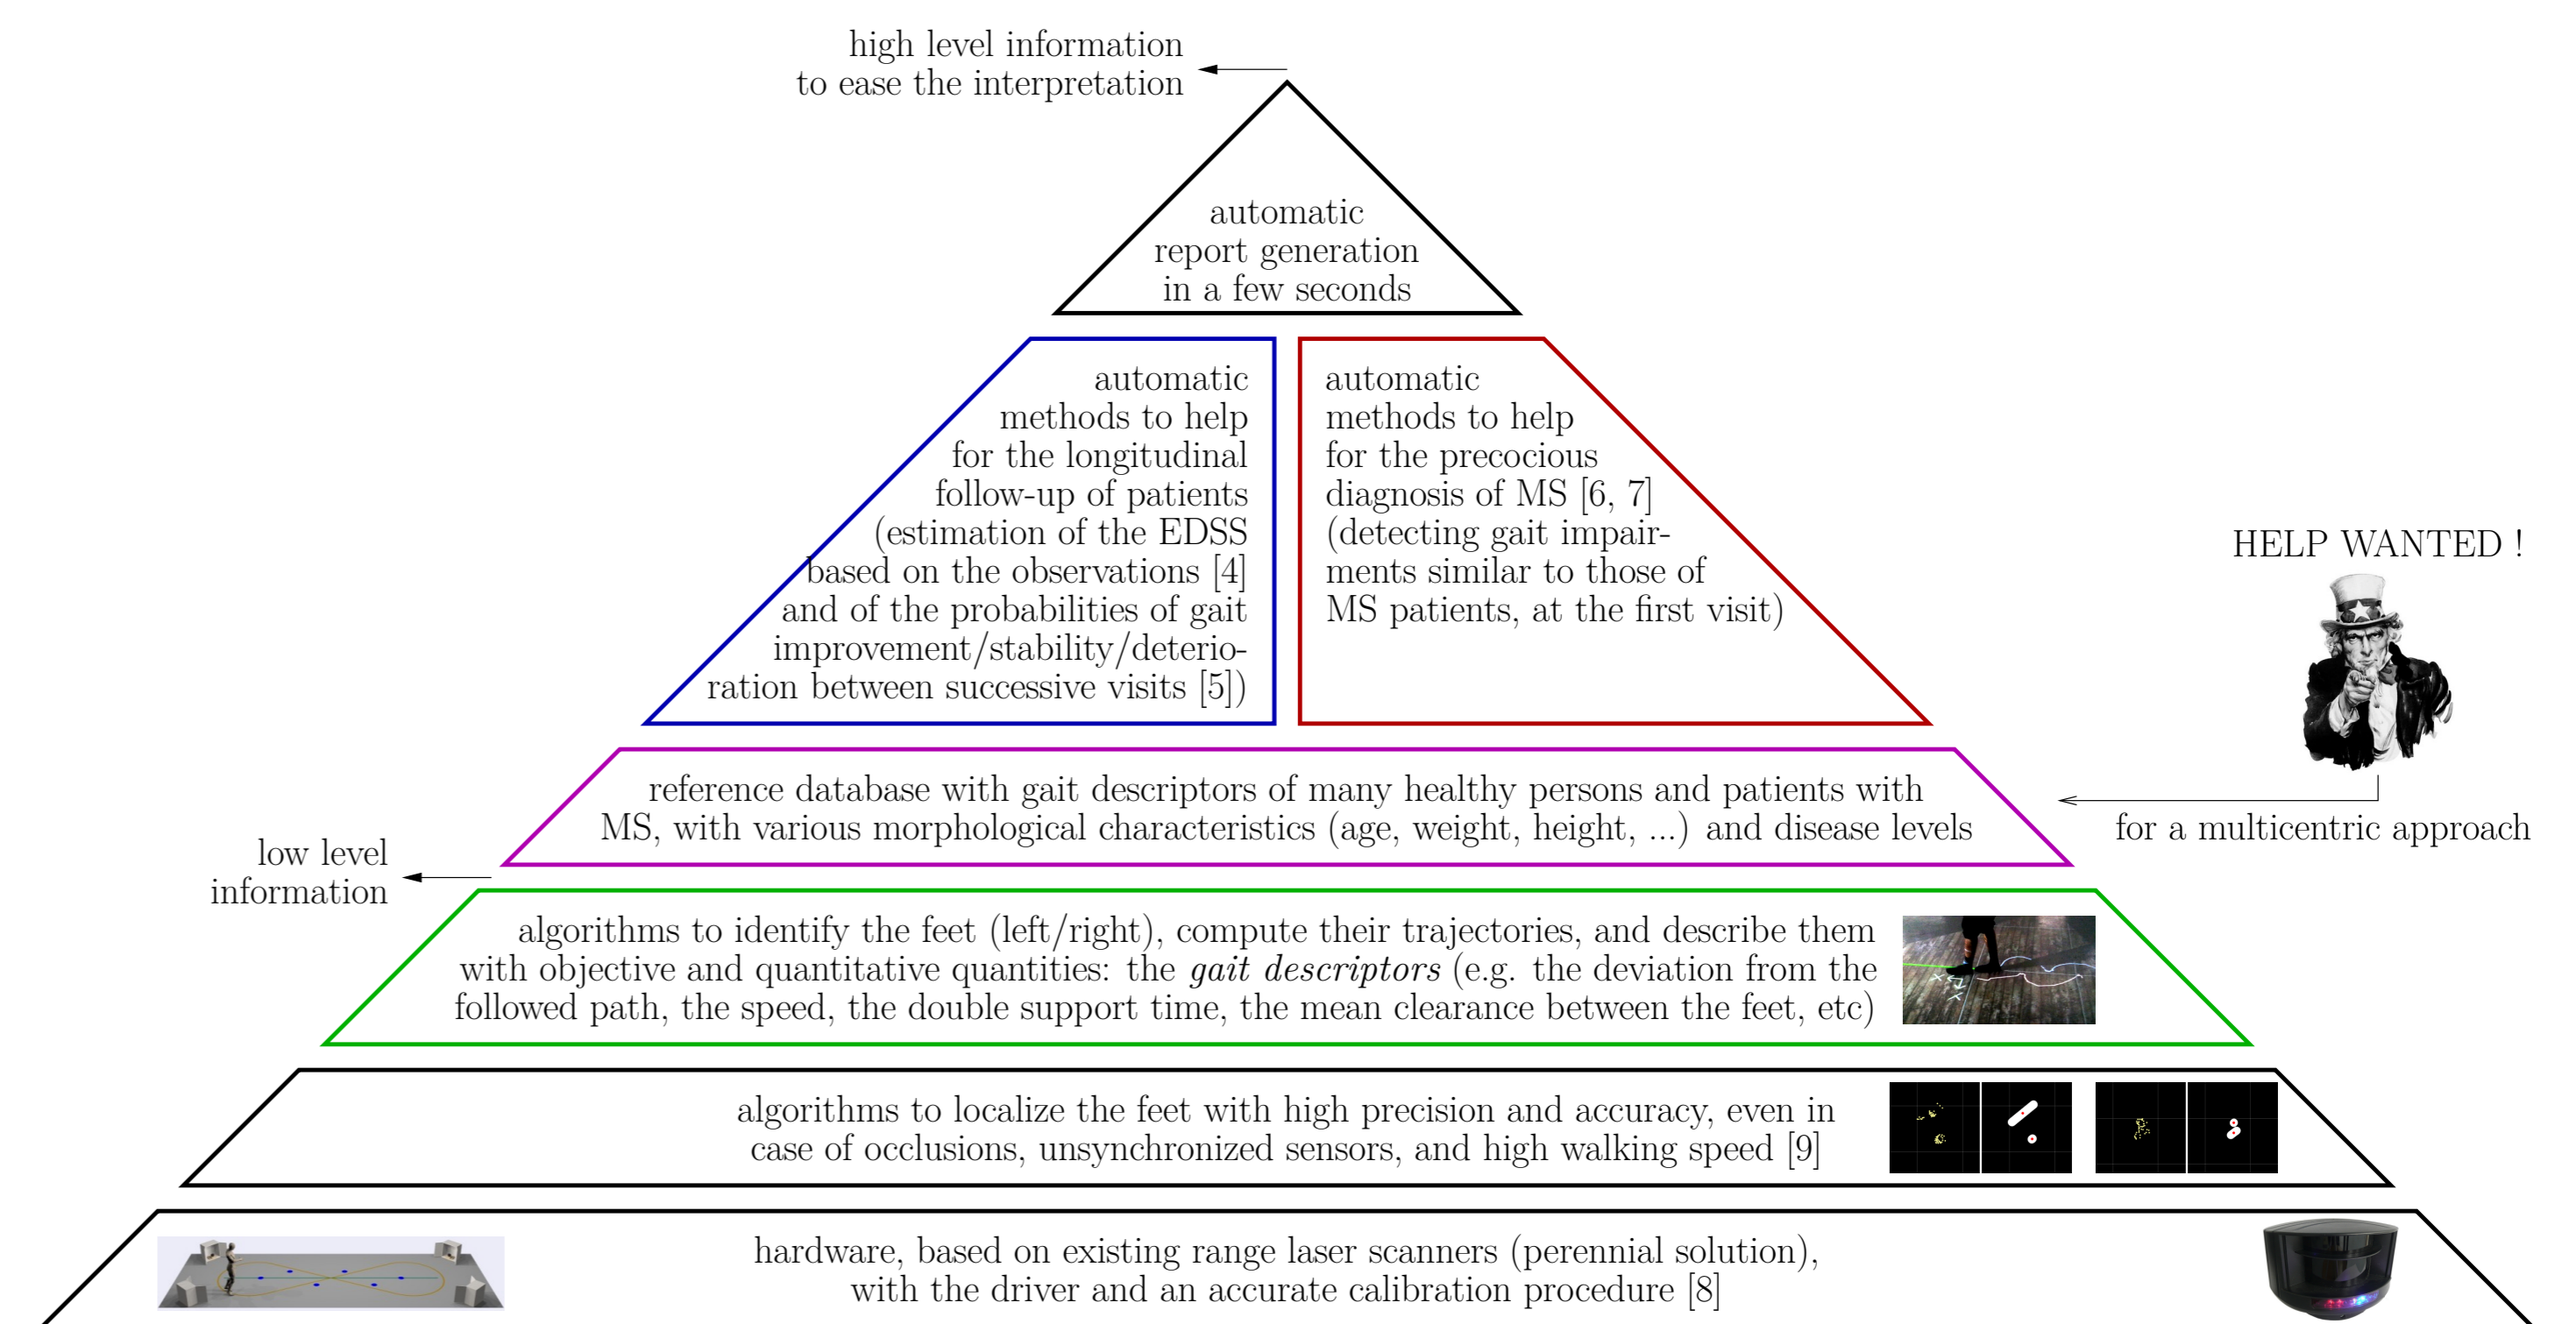 high level information
to ease the interpretation
automatic
report generation
in a few seconds
automatic
methods to help
for the longitudinal
follow-up of patients
(estimation of the EDSS
based on the observations [4]
and of the probabilities of gait
improvement/stability/deterio-
ration between successive visits [5])
automatic
methods to help
for the precocious
diagnosis of MS [6, 7]
(detecting gait impair-
ments similar to those of
MS patients, at the first visit)
HELP WANTED !
for a multicentric approach
reference database with gait descriptors of many healthy persons and patients with
MS, with various morphological characteristics (age, weight, height, ...) and disease levels
low level
information
algorithms to identify the feet (left/right), compute their trajectories, and describe them
with objective and quantitative quantities: the gait descriptors (e.g. the deviation from the
followed path, the speed, the double support time, the mean clearance between the feet, etc)
algorithms to localize the feet with high precision and accuracy, even in
case of occlusions, unsynchronized sensors, and high walking speed [9]
hardware, based on existing range laser scanners (perennial solution),
with the driver and an accurate calibration procedure [8]